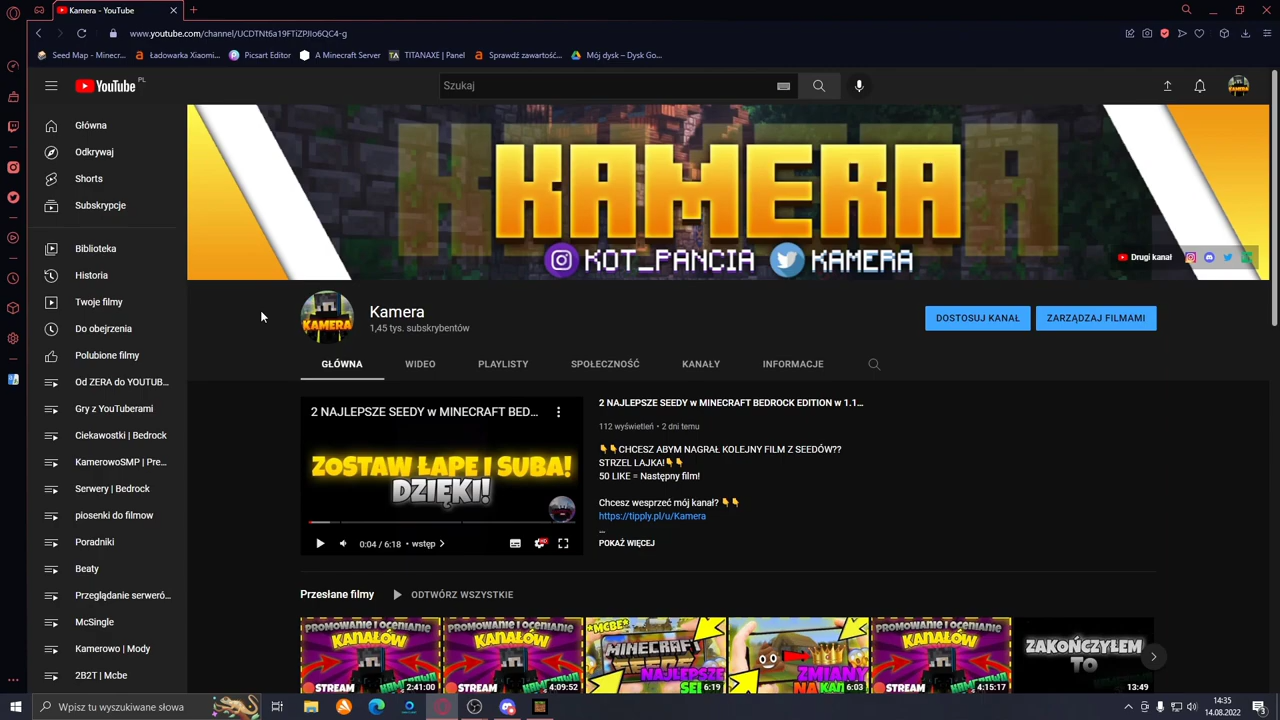 Kamera - YouTube
www.youtube.com/channel/UCDTNt6a19FTiZPJIo6QC4-g
Seed Map - Minecr...
Ładowarka Xiaomi...
Picsart Editor
A Minecraft Server
TITANAXE | Panel
Sprawdź zawartość...
Mój dysk – Dysk Go...
YouTube PL
Szukaj
Główna
Odkrywaj
Shorts
Subskrypcje
Biblioteka
Historia
Twoje filmy
Do obejrzenia
Polubione filmy
Od ZERA do YOUTUB...
Gry z YouTuberami
Ciekawostki | Bedrock
KamerowoSMP | Pre...
Serwery | Bedrock
piosenki do filmow
Poradniki
Beaty
Przeglądanie serweró...
McSingle
Kamerowo | Mody
2B2T | Mcbe
KAMERA
KOT_PANCIA
KAMERA
Drugi kanał
KAMERA
Kamera
1,45 tys. subskrybentów
DOSTOSUJ KANAŁ
ZARZĄDZAJ FILMAMI
GŁÓWNA
WIDEO
PLAYLISTY
SPOŁECZNOŚĆ
KANAŁY
INFORMACJE
2 NAJLEPSZE SEEDY w MINECRAFT BED...
ZOSTAW ŁAPE I SUBA!
DZIĘKI!
0:04 / 6:18 • wstęp
2 NAJLEPSZE SEEDY w MINECRAFT BEDROCK EDITION w 1.1...
112 wyświetleń • 2 dni temu
👇👇CHCESZ ABYM NAGRAŁ KOLEJNY FILM Z SEEDÓW??
STRZEL LAJKA!👇👇
50 LIKE = Następny film!
Chcesz wesprzeć mój kanał? 👇👇
https://tipply.pl/u/Kamera
...
POKAŻ WIĘCEJ
Przesłane filmy
ODTWÓRZ WSZYSTKIE
PROMOWANIE I OCENIANIE
KANAŁÓW
STREAM
2:41:00
PROMOWANIE I OCENIANIE
KANAŁÓW
STREAM
4:09:52
*MCBE*
MINECRAFT
NAJLEPSZE
6:19
ZMIANY
6:03
PROMOWANIE I OCENIANIE
KANAŁÓW
STREAM
4:15:17
ZAKOŃCZYŁEM
TO
13:49
Wpisz tu wyszukiwane słowa
14:35
14.08.2022